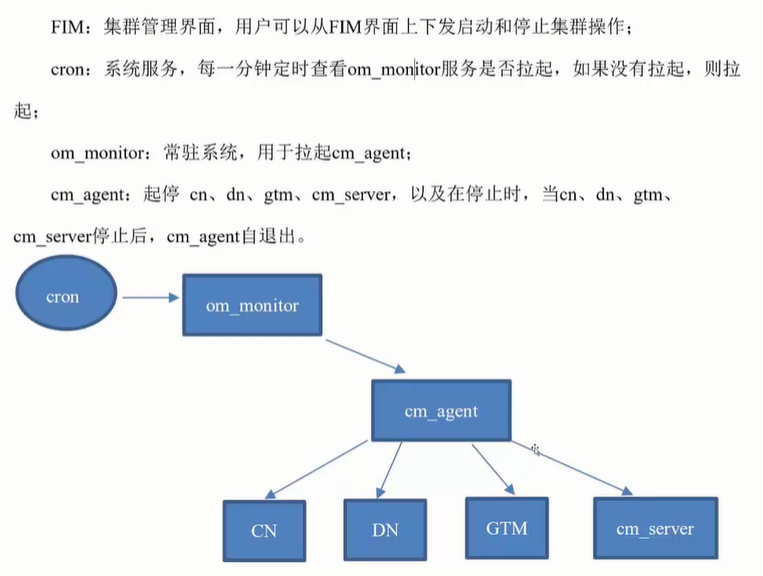 FIM：集群管理界面，用户可以从FIM界面上下发启动和停止集群操作；
cron：系统服务，每一分钟定时查看om_monitor服务是否拉起，如果没有拉起，则拉
起；
om_monitor：常驻系统，用于拉起cm_agent；
cm_agent：起停 cn、dn、gtm、cm_server，以及在停止时，当cn、dn、gtm、
cm_server停止后，cm_agent自退出。
cron
om_monitor
cm_agent
CN
DN
GTM
cm_server